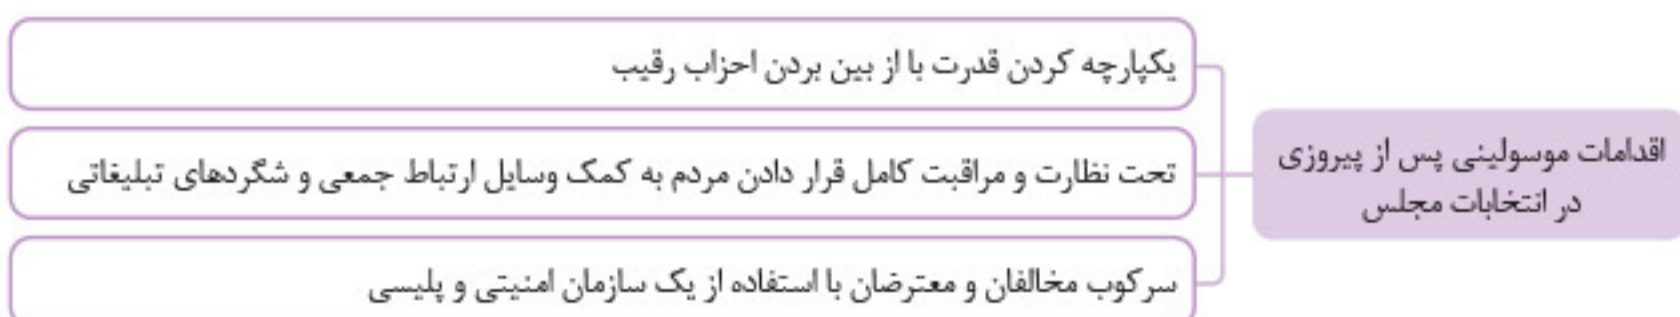 اقدامات موسولینی پس از پیروزی
در انتخابات مجلس
یکپارچه کردن قدرت با از بین بردن احزاب رقیب
تحت نظارت و مراقبت کامل قرار دادن مردم به کمک وسایل ارتباط جمعی و شگردهای تبلیغاتی
سرکوب مخالفان و معترضان با استفاده از یک سازمان امنیتی و پلیسی